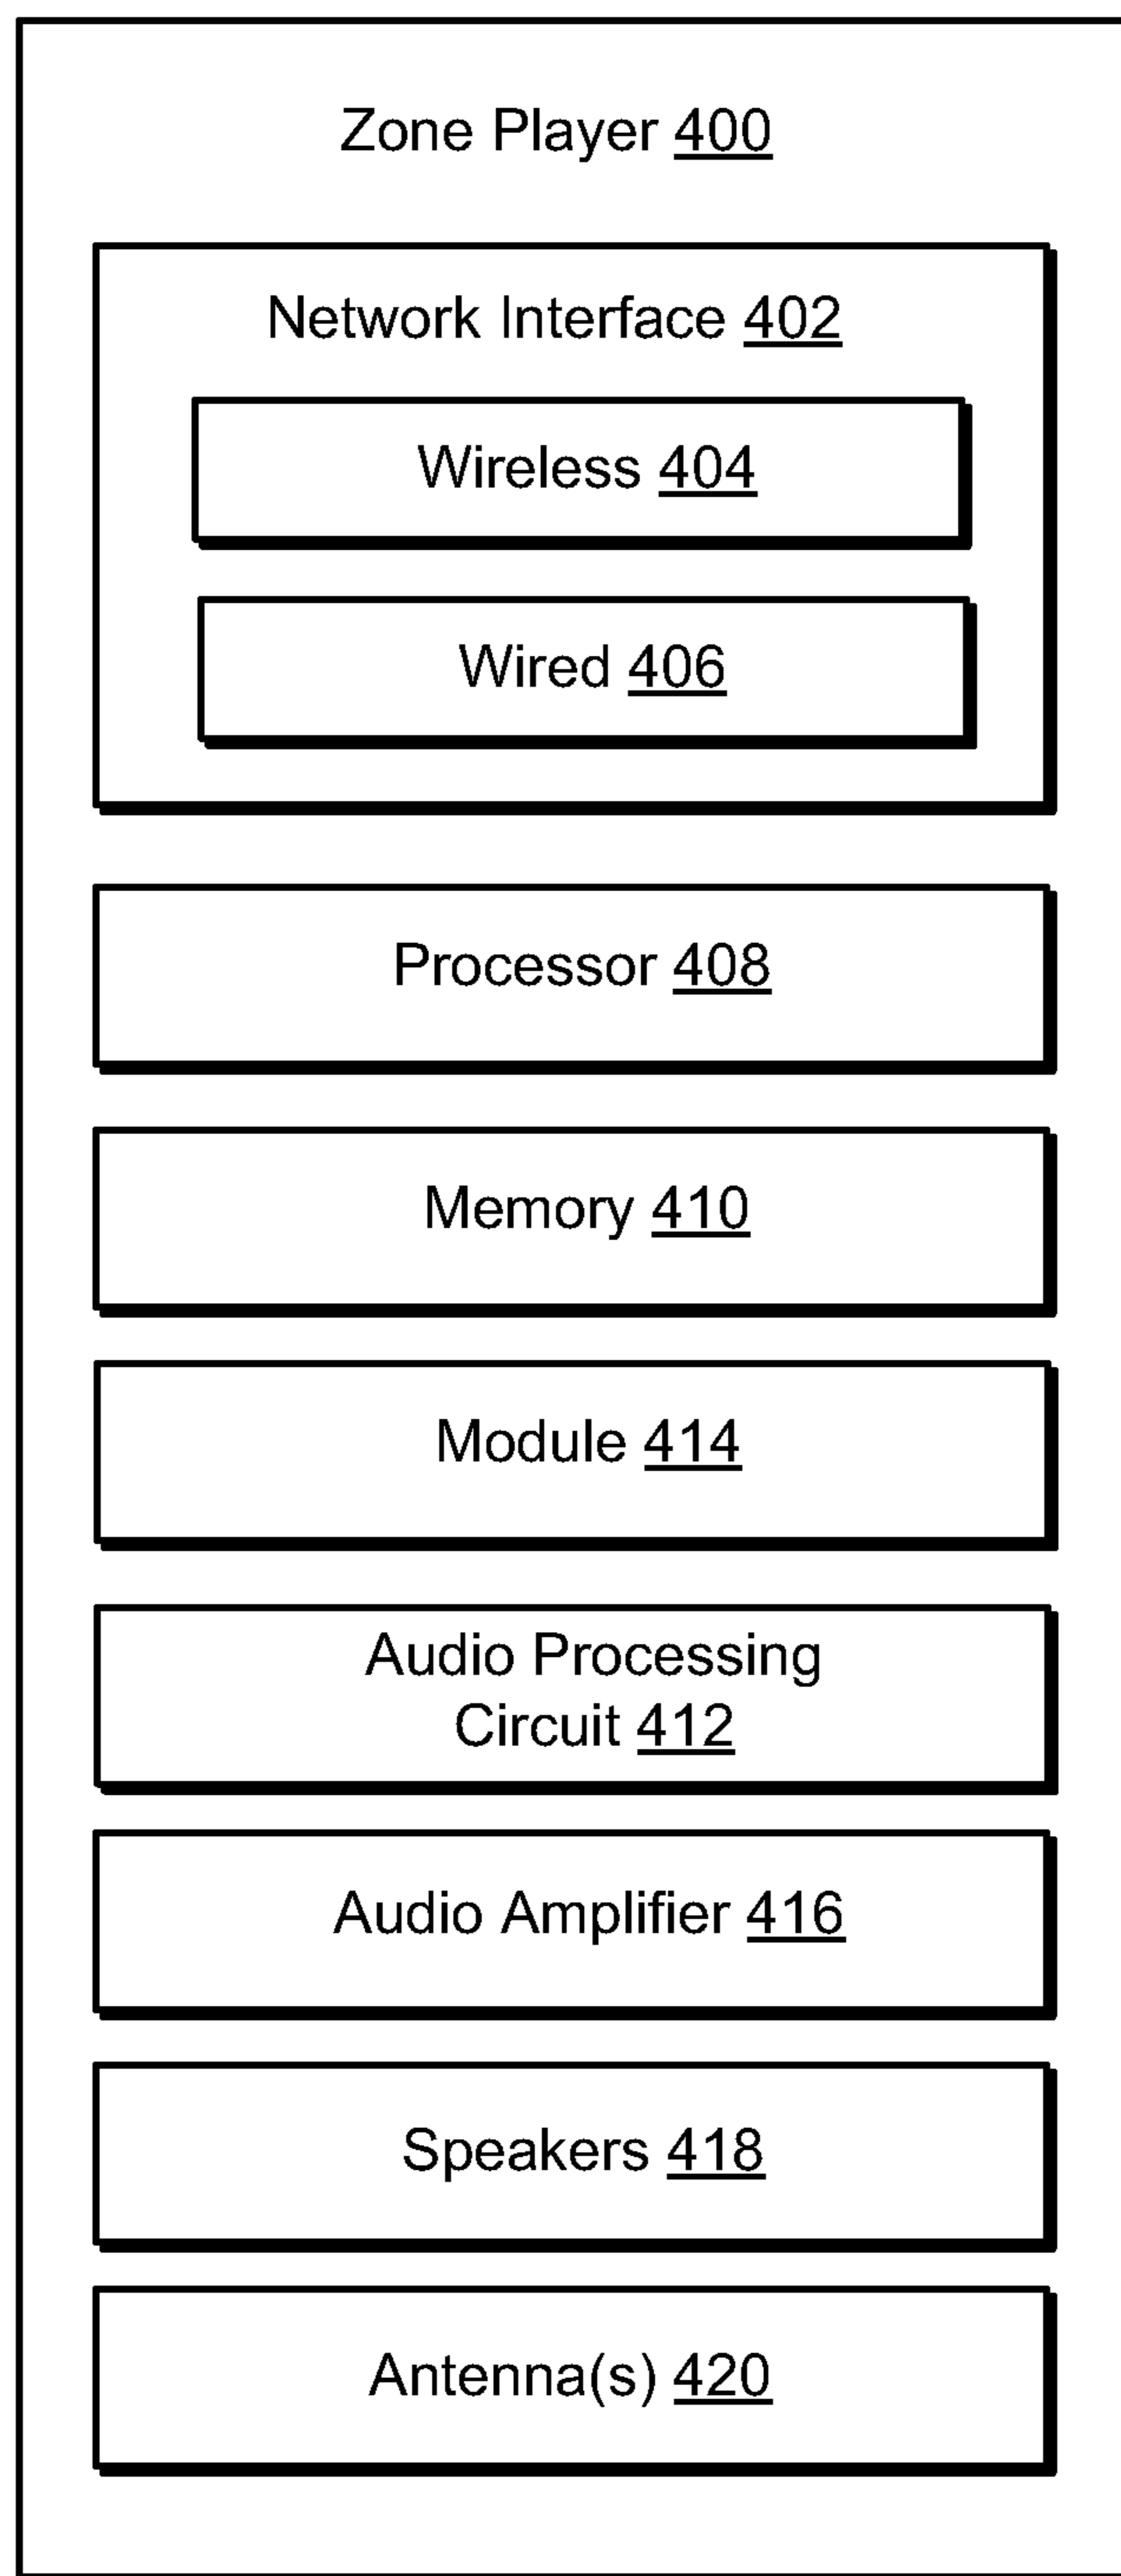 Zone Player 400
Network Interface 402
Wireless 404
Wired 406
Processor 408
Memory 410
Module 414
Audio Processing
Circuit 412
Audio Amplifier 416
Speakers 418
Antenna(s) 420